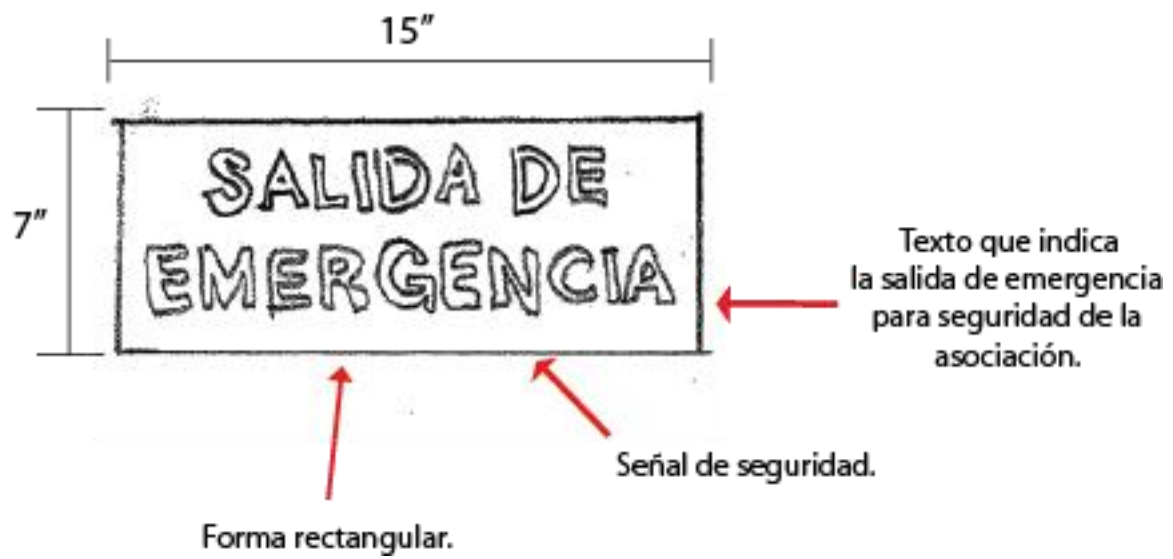 15"
7"
SALIDA DE
EMERGENCIA
Texto que indica
la salida de emergencia
para seguridad de la
asociación.
Señal de seguridad.
Forma rectangular.